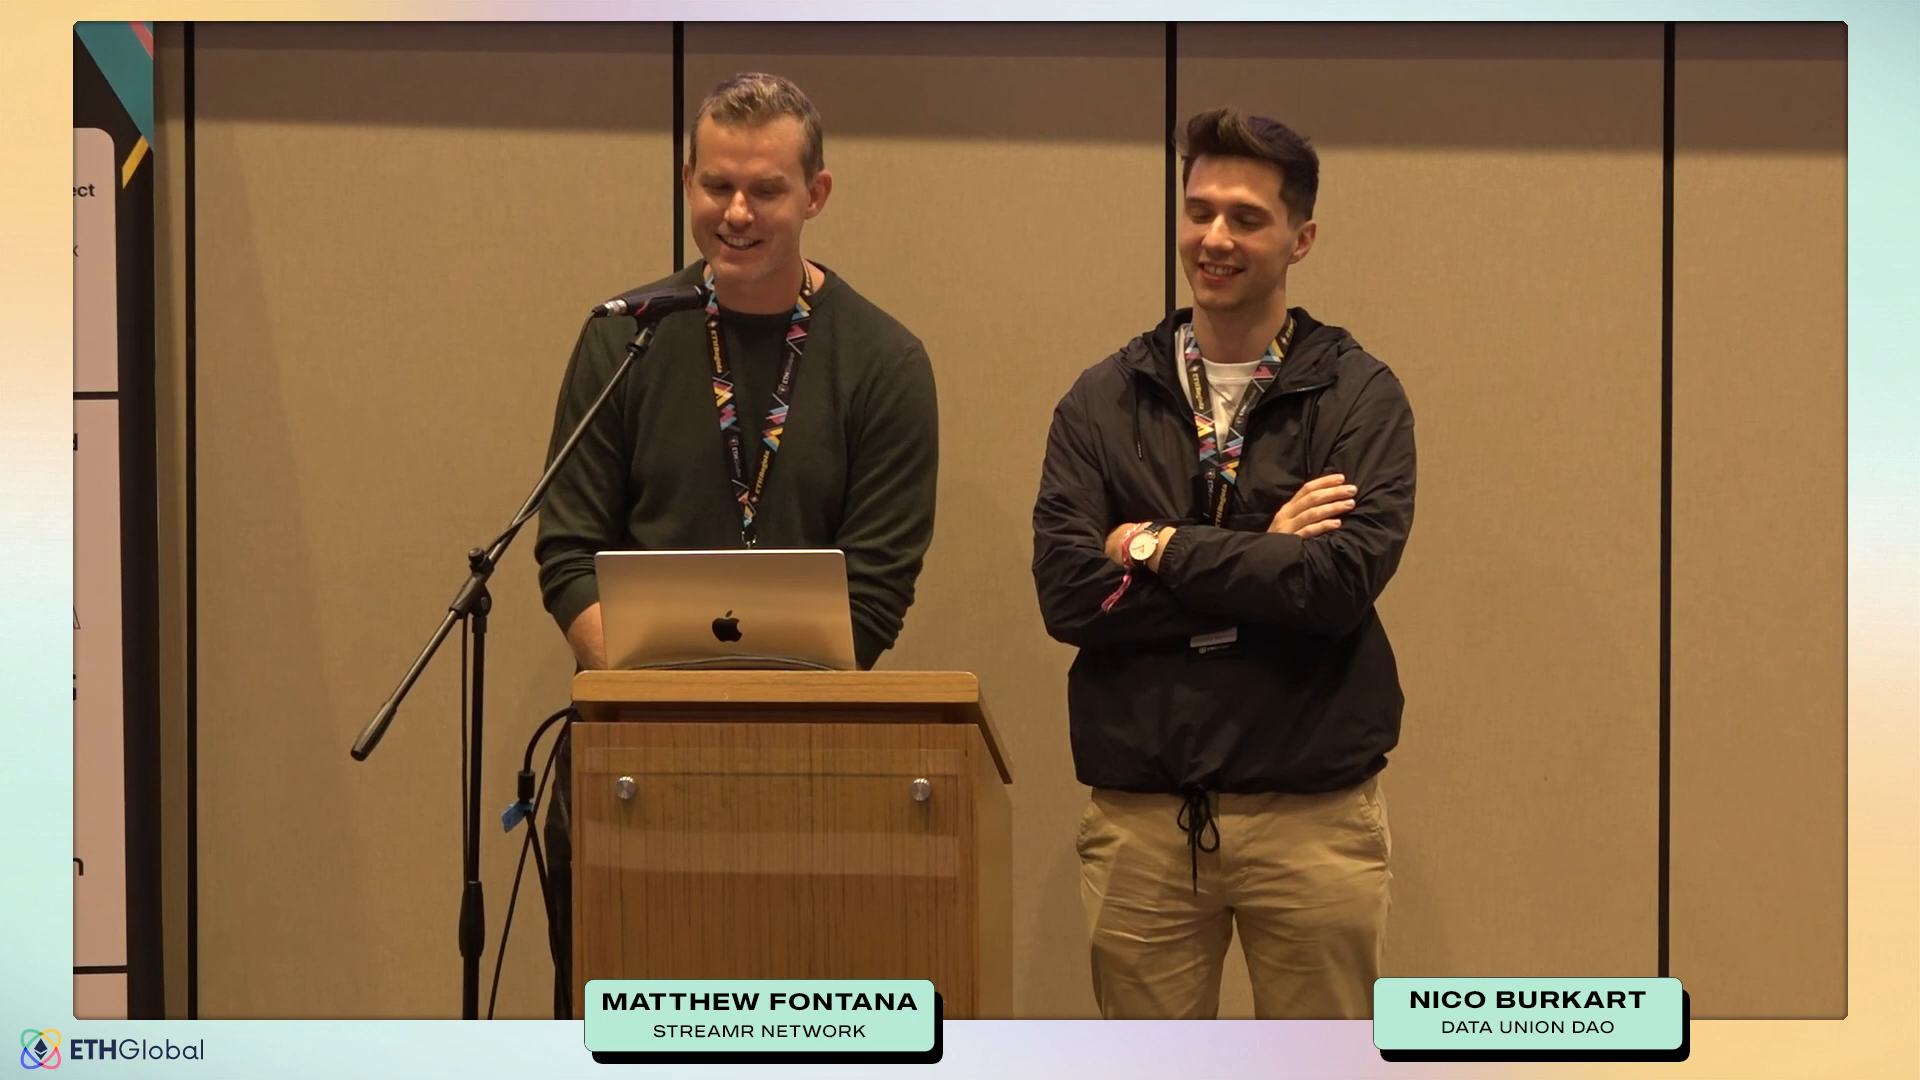 ect
MATTHEW FONTANA
STREAMR NETWORK
NICO BURKART
DATA UNION DAO
ETHGlobal